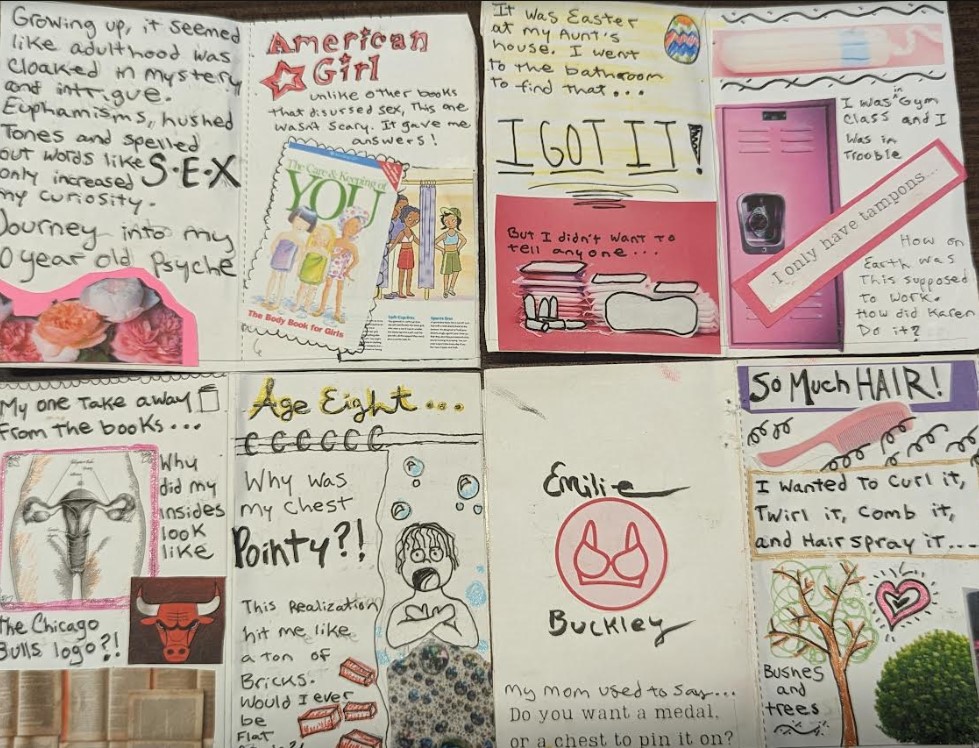 Growing up, it seemed
like adulthood was
cloaked in mystery
and intrigue.
Euphamisms, hushed
Tones and spelled
out words like S.E.X
only increased
my curiosity.
Journey into my
0 year old Psyche
American
Girl
unlike other books
that disursed sex, This one
wasn't scary. It gave me
answers!
The Care & Keeping of
YOU
The Body Book for Girls
It was Easter
at my Aunt's
house. I went
to the bathroom
to find that...
I GOT IT!
But I didn't want to
tell anyone...
I was in Gym
class and I
was in
Trouble
I only have tampons...
How on
Earth was
This supposed
to work.
How did Karen
Do it?
My one Take away
From the books...
Why
did my
insides
look
like
the Chicago
Bulls logo?!
Age Eight...
Why was
my chest
Pointy?!
This Realization
hit me like
a ton of
Bricks.
Would I ever
be
Flat
Emilie
Buckley
My Mom used to say...
Do you want a medal,
or a chest to pin it on?
So Much HAIR!
I wanted to curl it,
Twirl it, comb it,
and Hairspray it...
Bushes
and
trees